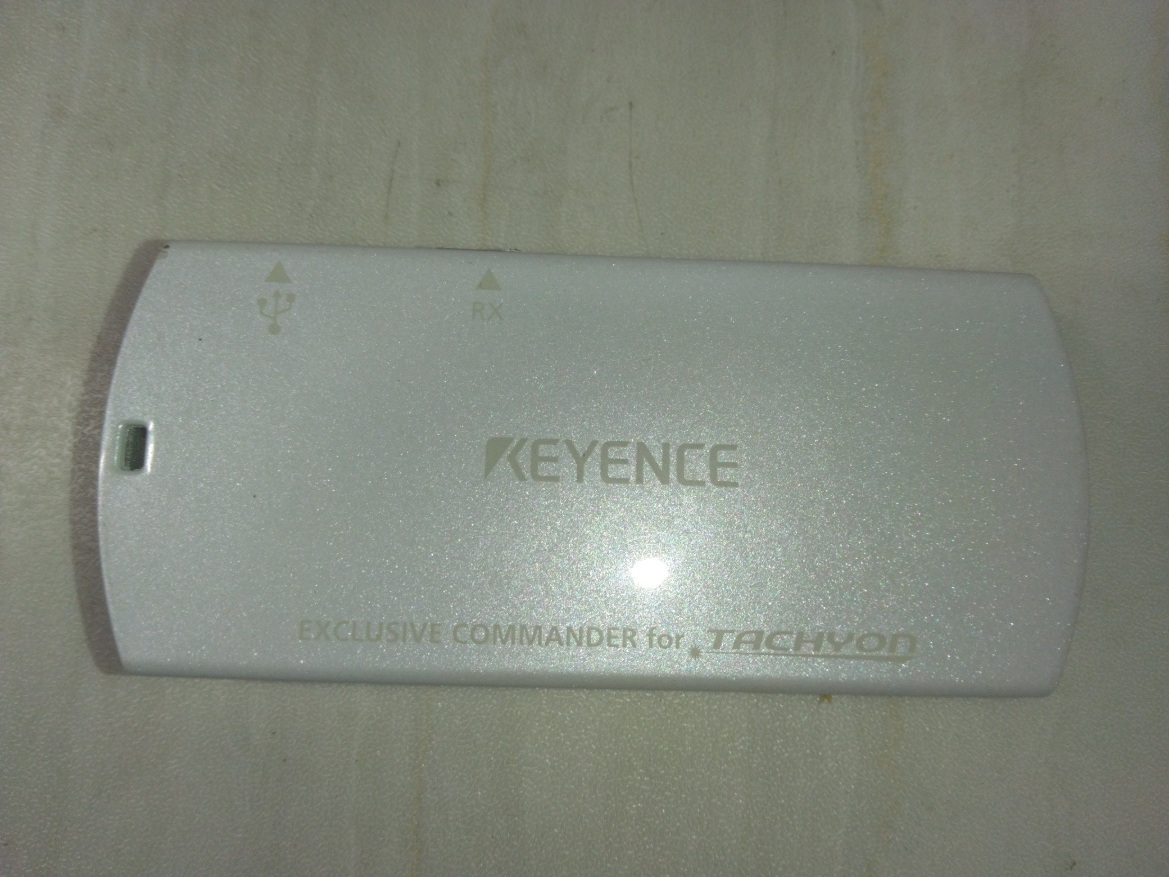 RX
KEYENCE
EXCLUSIVE COMMANDER for TACHYON